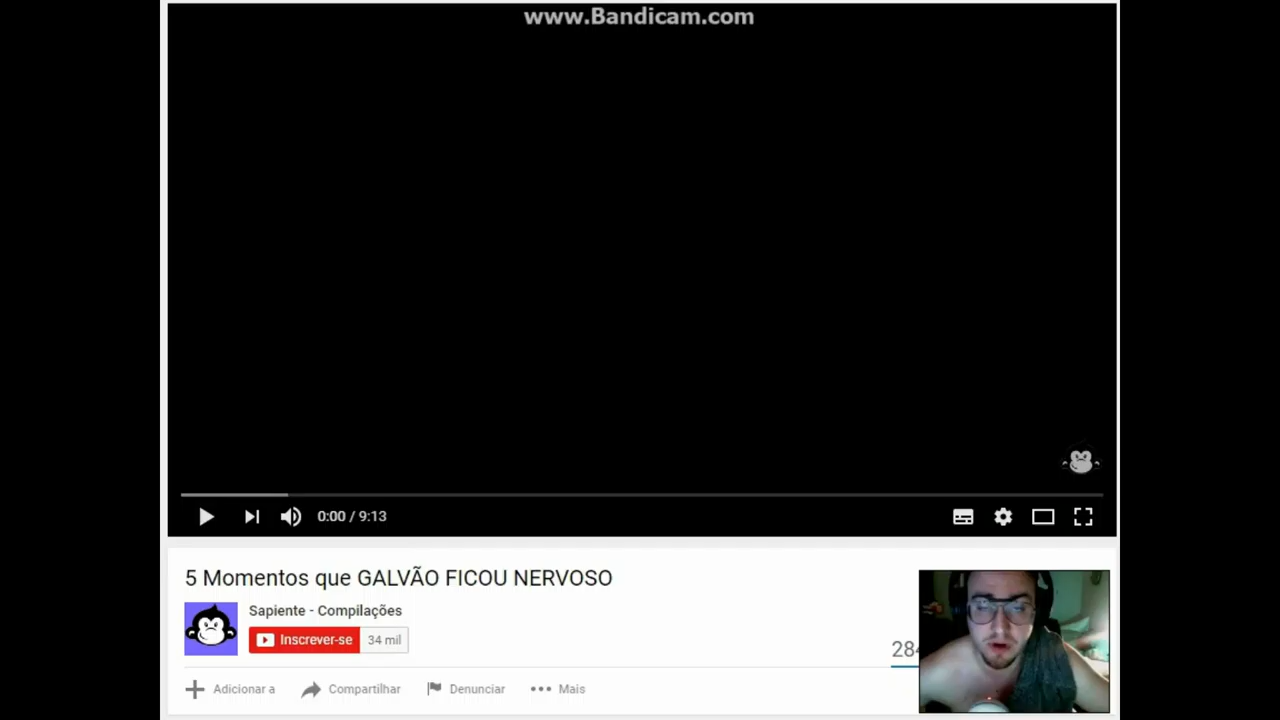 www.Bandicam.com
0:00 / 9:13
5 Momentos que GALVÃO FICOU NERVOSO
Sapiente - Compilações
Inscrever-se 34 mil
284
Adicionar a Compartilhar Denunciar Mais